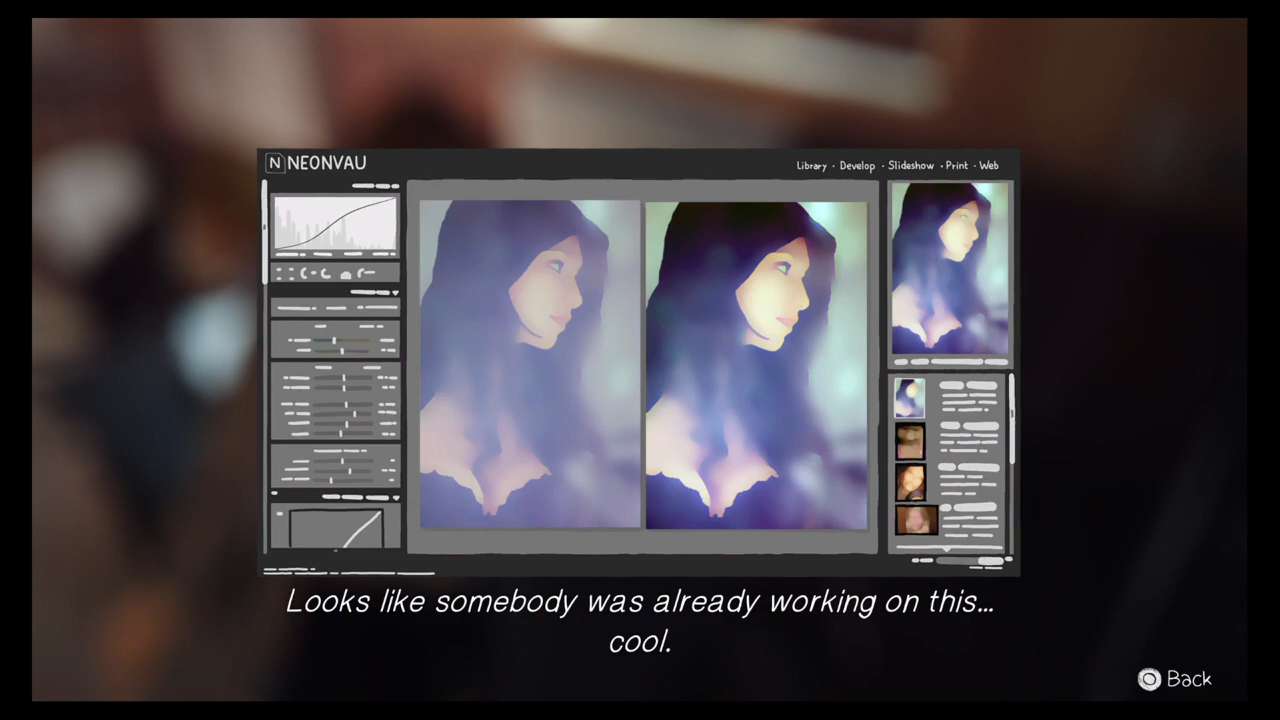 N NEONVAU
Library · Develop · Slideshow · Print · Web
Looks like somebody was already working on this...
cool.
Back